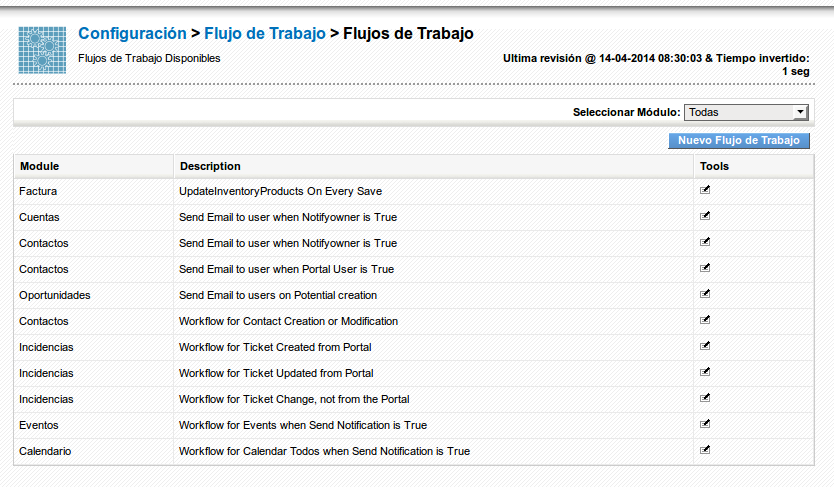 Configuración > Flujo de Trabajo > Flujos de Trabajo
Flujos de Trabajo Disponibles
Ultima revisión @ 14-04-2014 08:30:03 & Tiempo invertido:
1 seg
Seleccionar Módulo: Todas
Nuevo Flujo de Trabajo
Module Description Tools
Factura UpdateInventoryProducts On Every Save
Cuentas Send Email to user when Notifyowner is True
Contactos Send Email to user when Notifyowner is True
Contactos Send Email to user when Portal User is True
Oportunidades Send Email to users on Potential creation
Contactos Workflow for Contact Creation or Modification
Incidencias Workflow for Ticket Created from Portal
Incidencias Workflow for Ticket Updated from Portal
Incidencias Workflow for Ticket Change, not from the Portal
Eventos Workflow for Events when Send Notification is True
Calendario Workflow for Calendar Todos when Send Notification is True